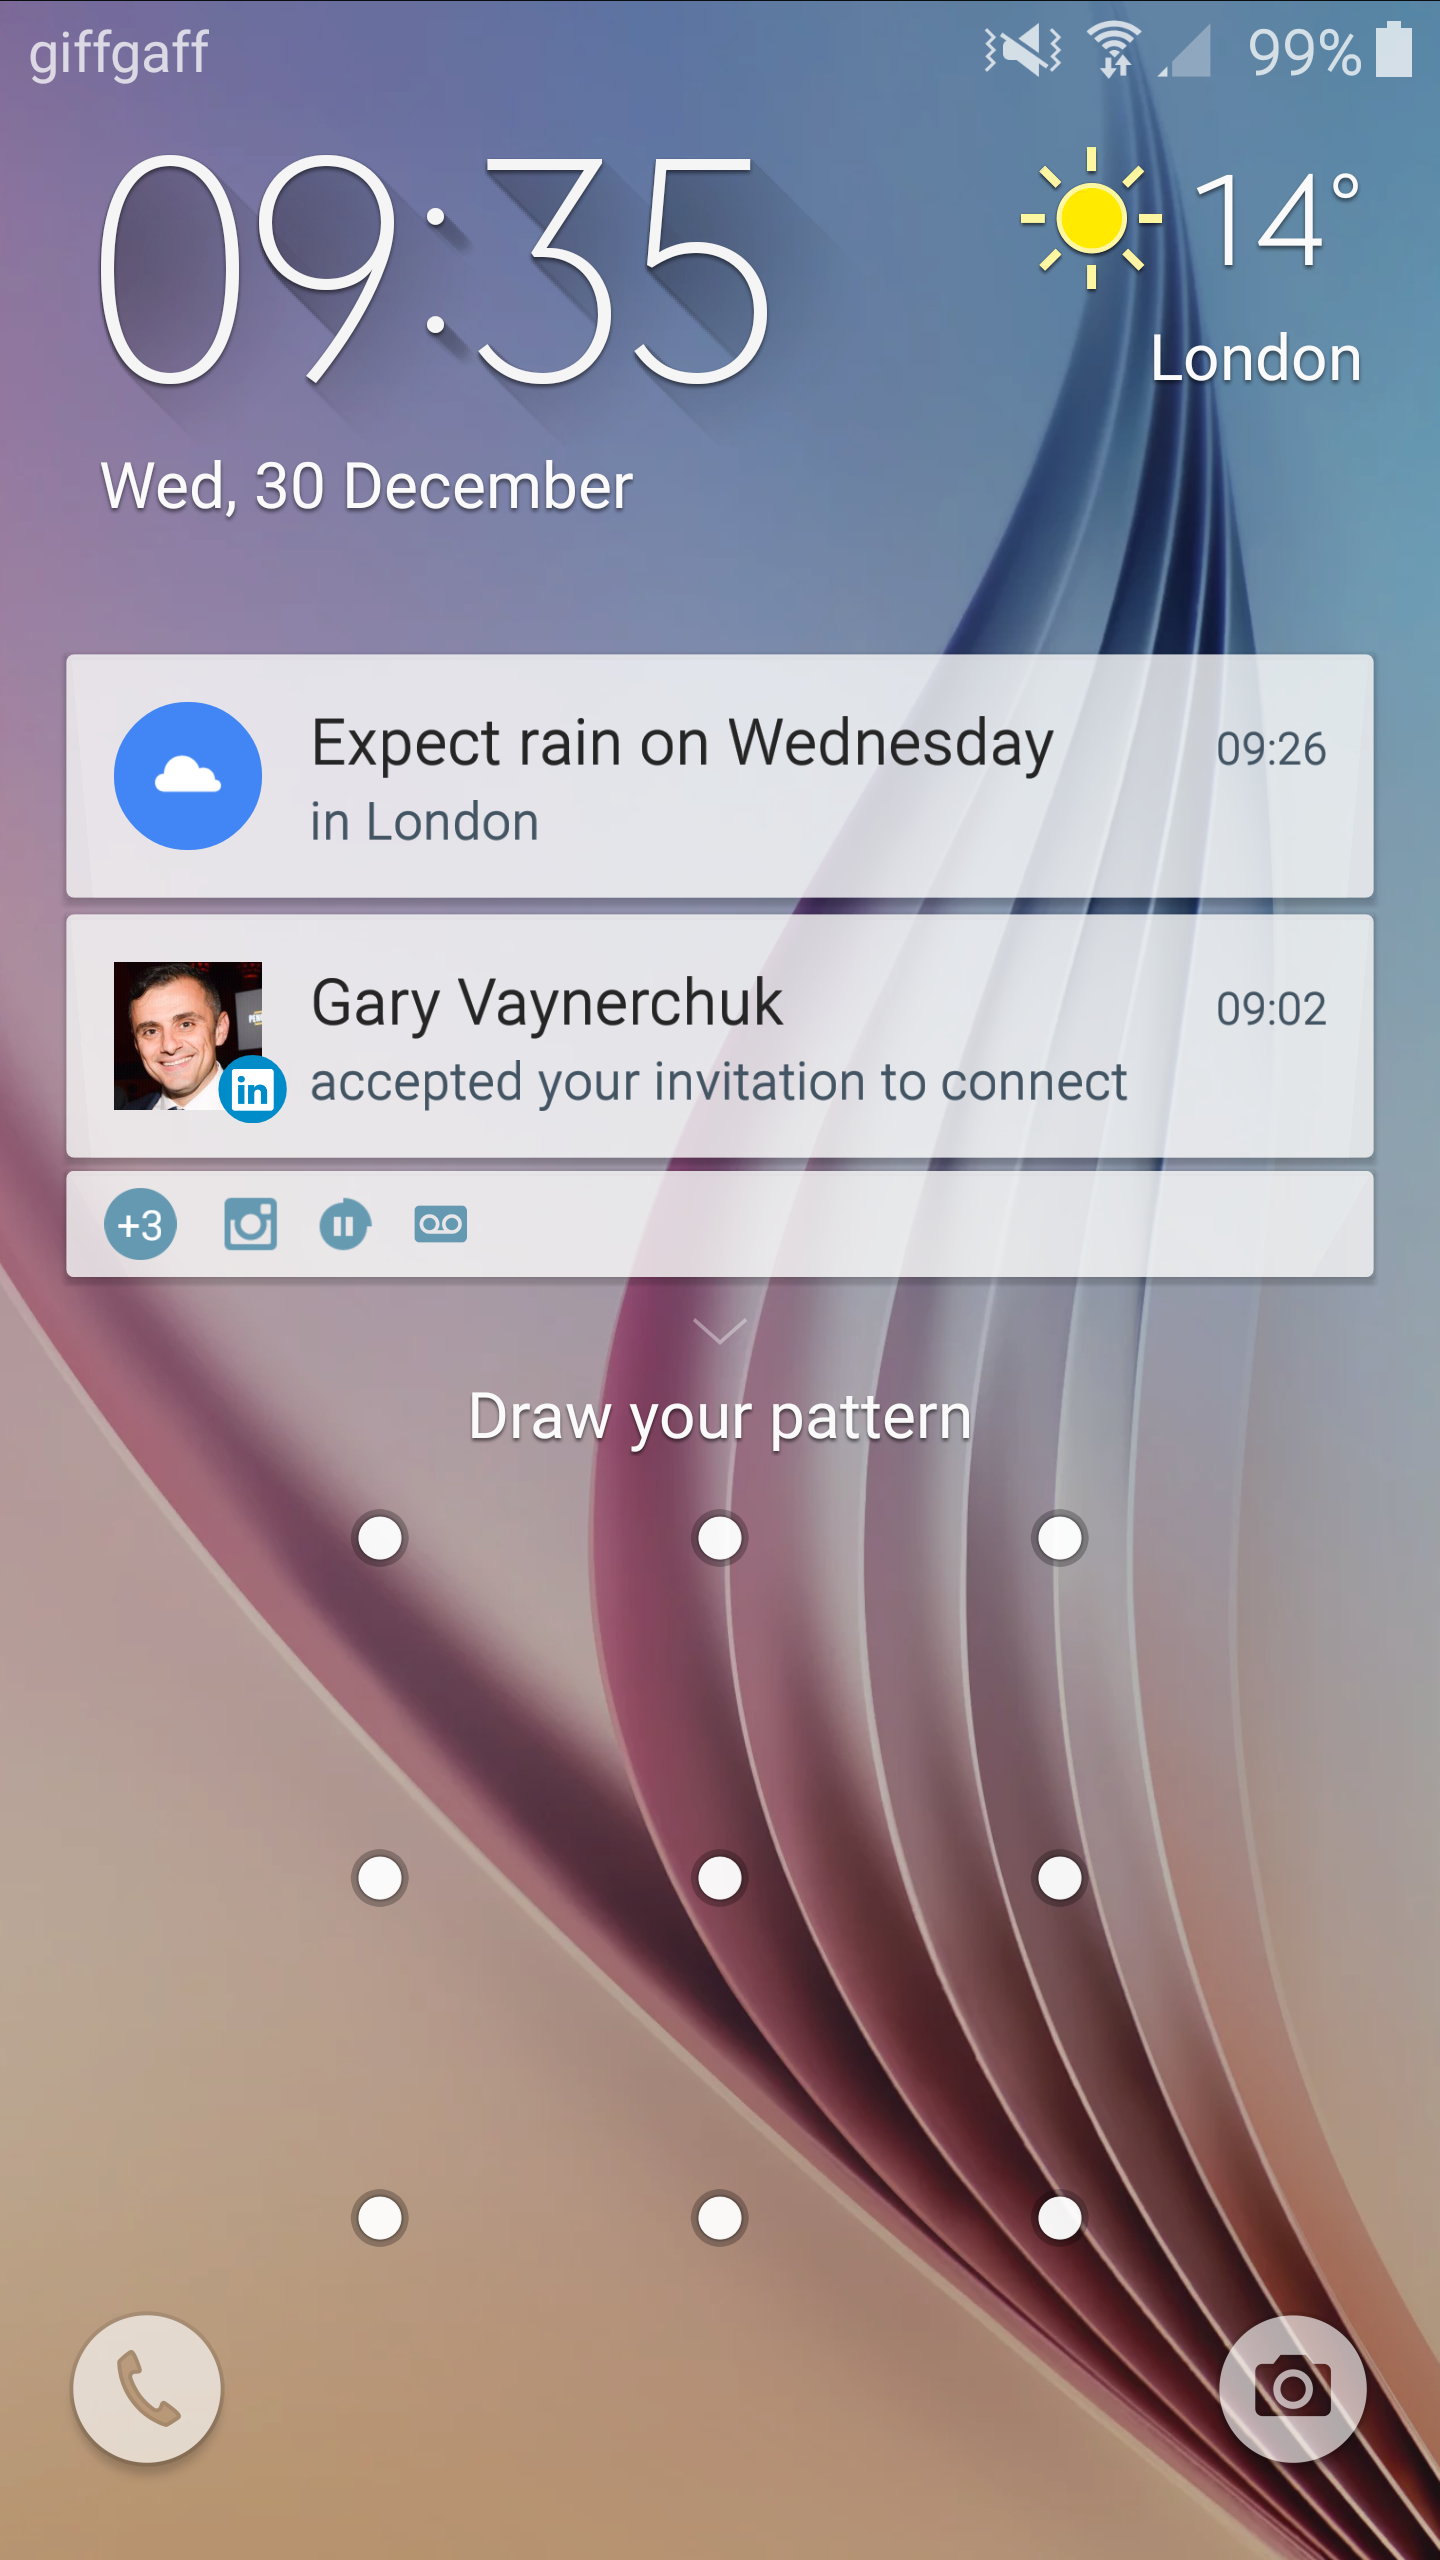 giffgaff 99%
09:35 14°
London
Wed, 30 December
Expect rain on Wednesday 09:26
in London
Gary Vaynerchuk 09:02
in accepted your invitation to connect
+3
Draw your pattern